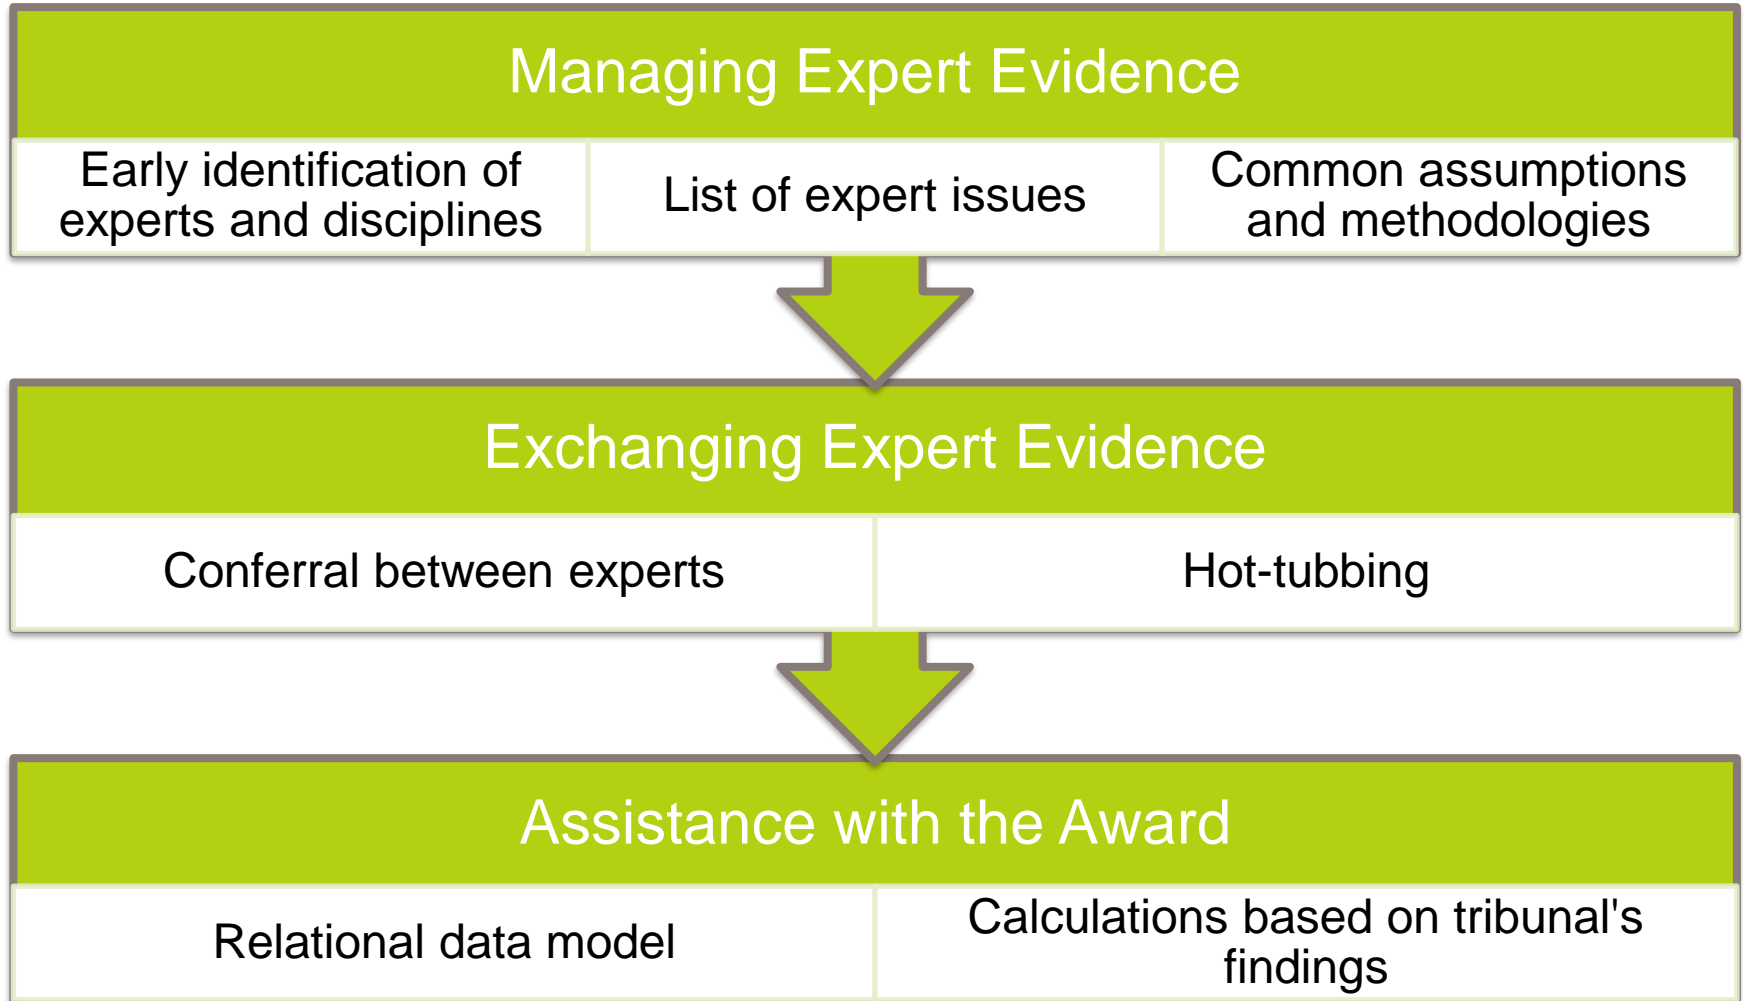 Managing Expert Evidence
Early identification of
experts and disciplines
List of expert issues
Common assumptions
and methodologies
Exchanging Expert Evidence
Conferral between experts
Hot-tubbing
Assistance with the Award
Relational data model
Calculations based on tribunal's
findings